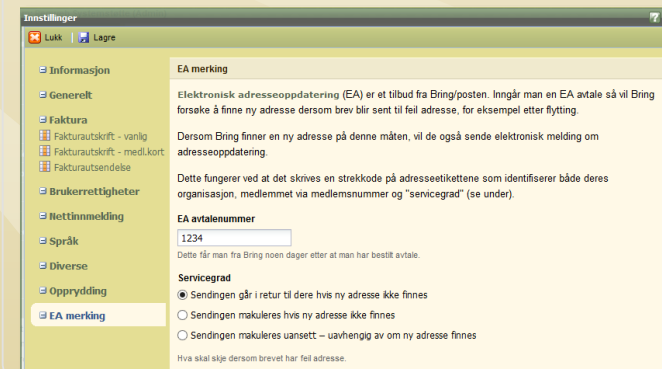 Innstillinger
?
Lukk
Lagre
Informasjon
Generelt
Faktura
Fakturautskrift - vanlig
Fakturautskrift - medl.kort
Fakturautsendelse
Brukerrettigheter
Nettinnmelding
Språk
Diverse
Opprydding
EA merking
EA merking
Elektronisk adresseoppdatering (EA) er et tilbud fra Bring/posten. Inngår man en EA avtale så vil Bring
forsøke å finne ny adresse dersom brev blir sent til feil adresse, for eksempel etter flytting.
Dersom Bring finner en ny adresse på denne måten, vil de også sende elektronisk melding om
adresseoppdatering.
Dette fungerer ved at det skrives en strekkode på adresseetikettene som identifiserer både deres
organisasjon, medlemmet via medlemsnummer og "servicegrad" (se under).
EA avtalenummer
1234
Dette får man fra Bring noen dager etter at man har bestilt avtale.
Servicegrad
Sendingen går i retur til dere hvis ny adresse ikke finnes
Sendingen makuleres hvis ny adresse ikke finnes
Sendingen makuleres uansett – uavhengig av om ny adresse finnes
Hva skal skje dersom brevet har feil adresse.